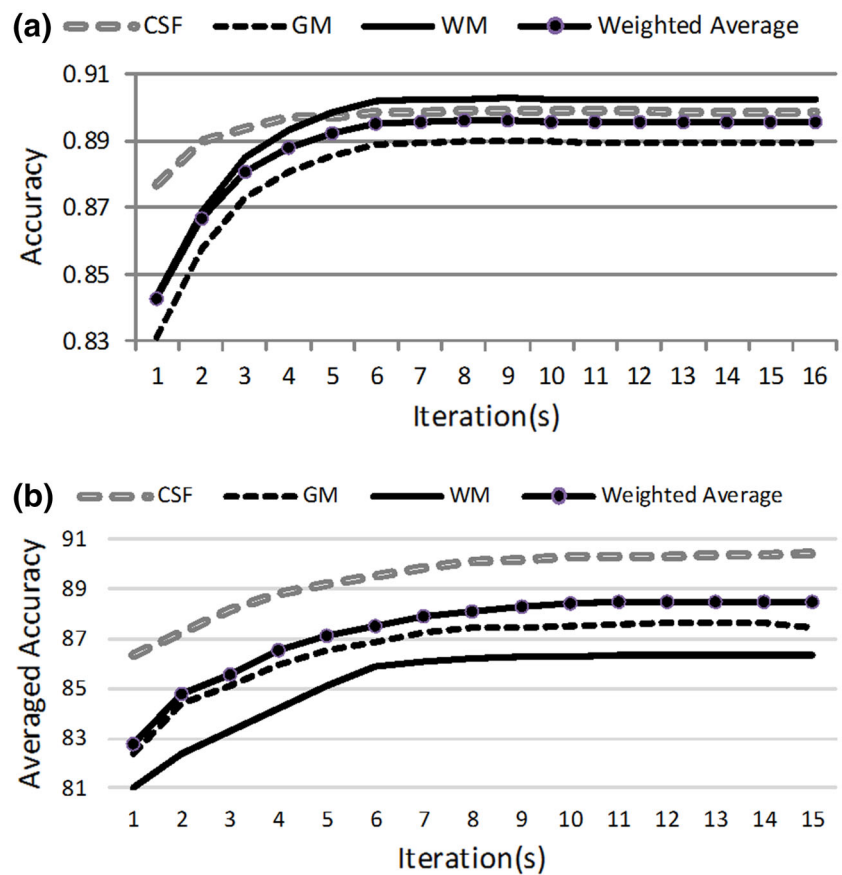 (a) CSF GM WM Weighted Average
0.91
0.89
0.87
0.85
0.83
Accuracy
1 2 3 4 5 6 7 8 9 10 11 12 13 14 15 16
Iteration(s)
(b) CSF GM WM Weighted Average
91
89
87
85
83
81
Averaged Accuracy
1 2 3 4 5 6 7 8 9 10 11 12 13 14 15
Iteration(s)